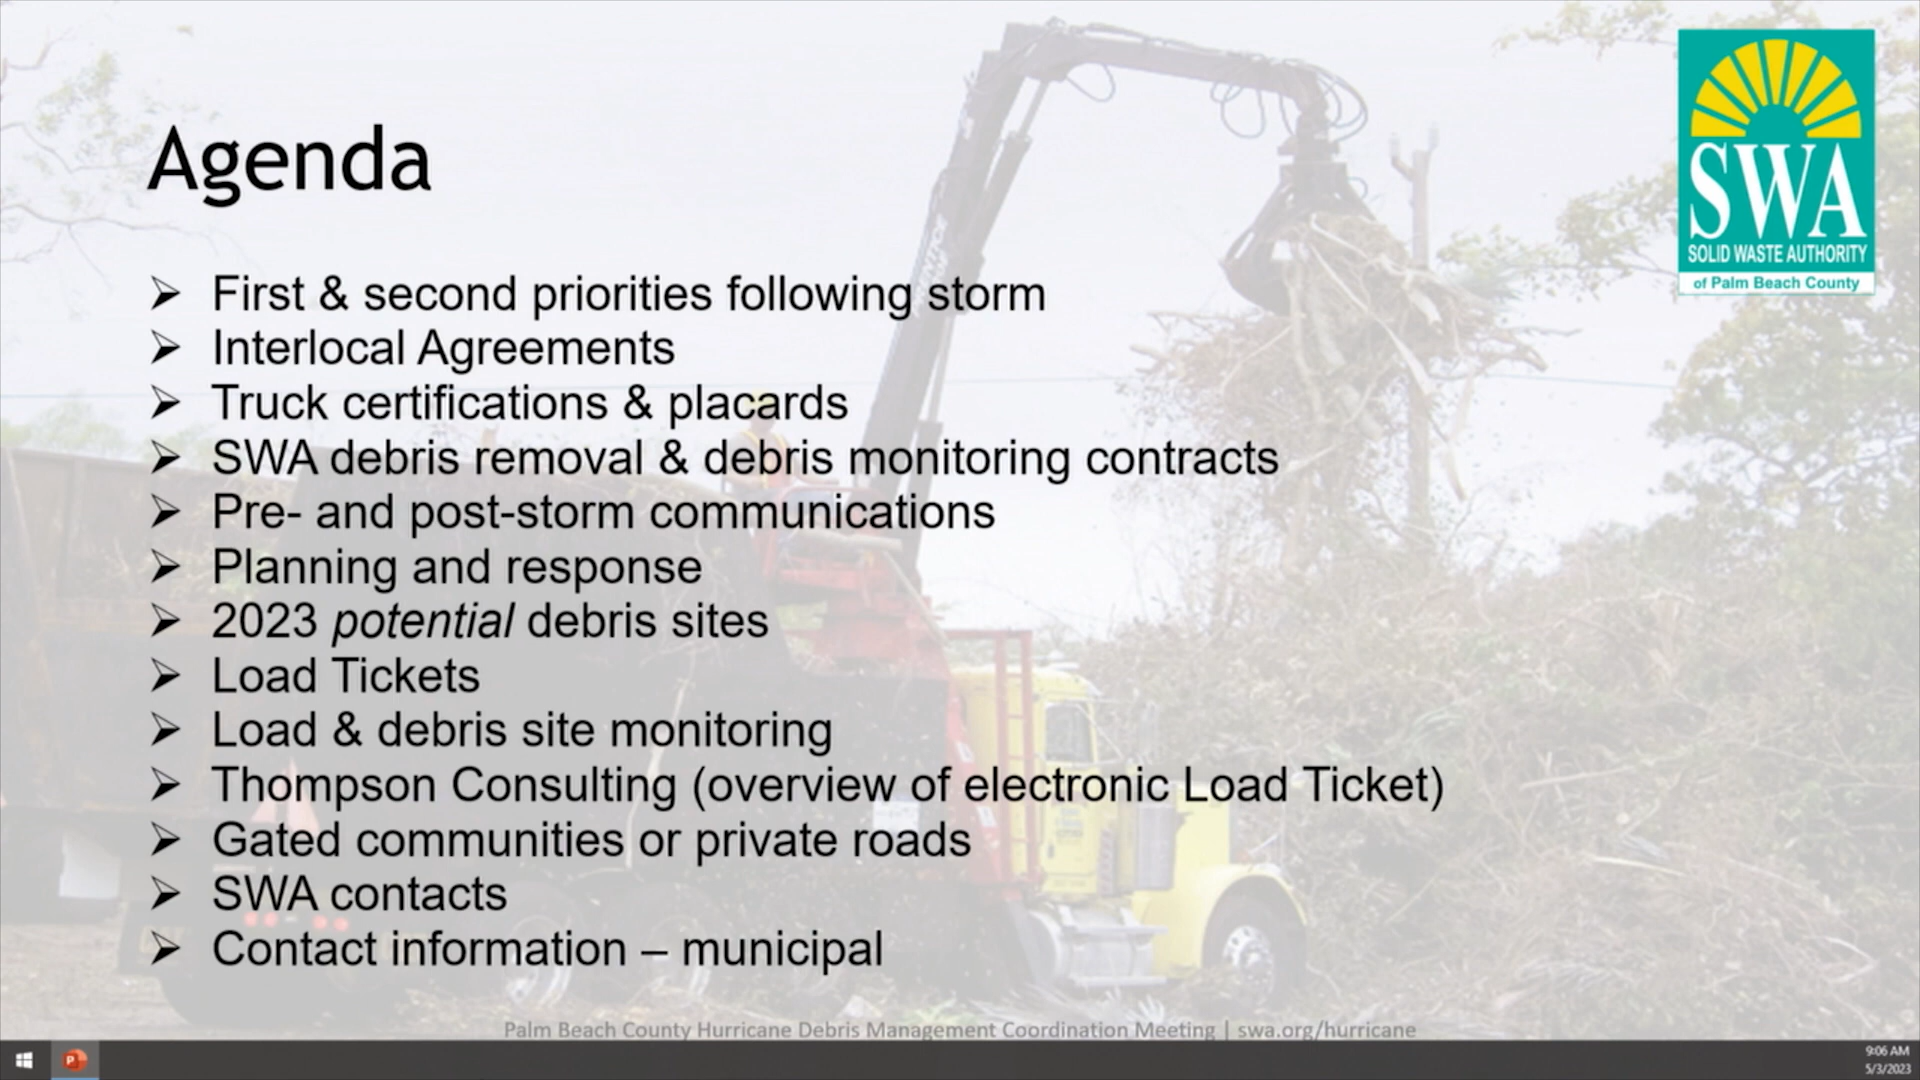 Agenda
SWA
SOLID WASTE AUTHORITY
of Palm Beach County
➢ First & second priorities following storm
➢ Interlocal Agreements
➢ Truck certifications & placards
➢ SWA debris removal & debris monitoring contracts
➢ Pre- and post-storm communications
➢ Planning and response
➢ 2023 potential debris sites
➢ Load Tickets
➢ Load & debris site monitoring
➢ Thompson Consulting (overview of electronic Load Ticket)
➢ Gated communities or private roads
➢ SWA contacts
➢ Contact information – municipal
Palm Beach County Hurricane Debris Management Coordination Meeting | swa.org/hurricane
9:06 AM
5/3/2023